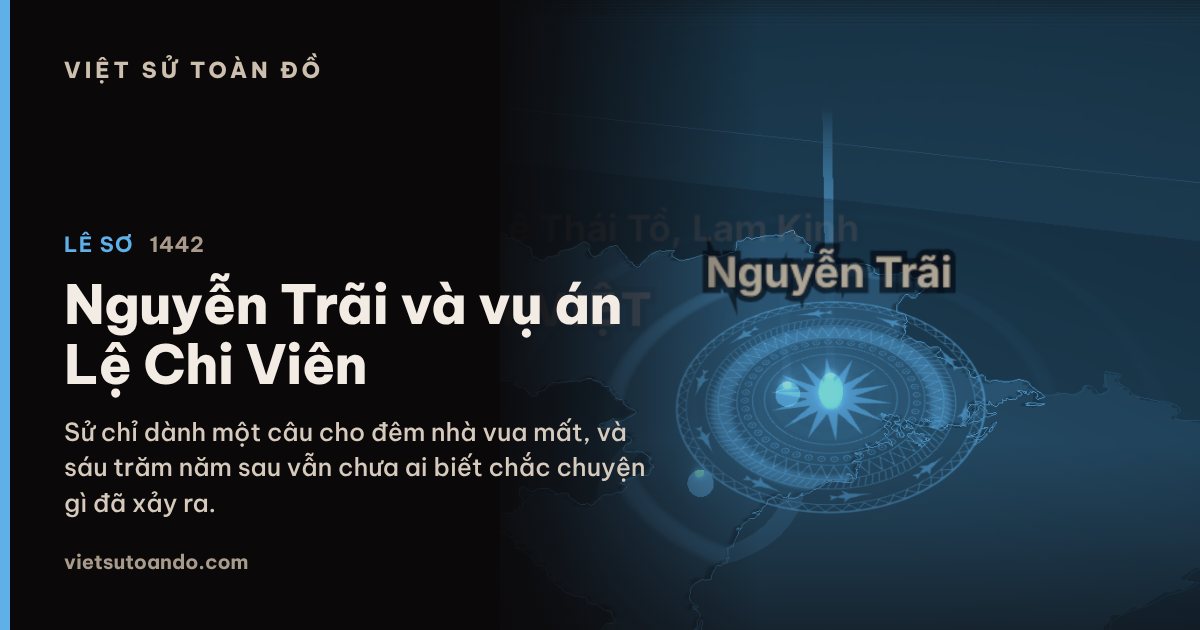 VIỆT SỬ TOÀN ĐỒ
LÊ SƠ 1442
Nguyễn Trãi và vụ án
Lệ Chi Viên
Sử chỉ dành một câu cho đêm nhà vua mất, và
sáu trăm năm sau vẫn chưa ai biết chắc chuyện
gì đã xảy ra.
vietsutoando.com
Thái Tổ, Lam Kinh
Nguyễn Trãi